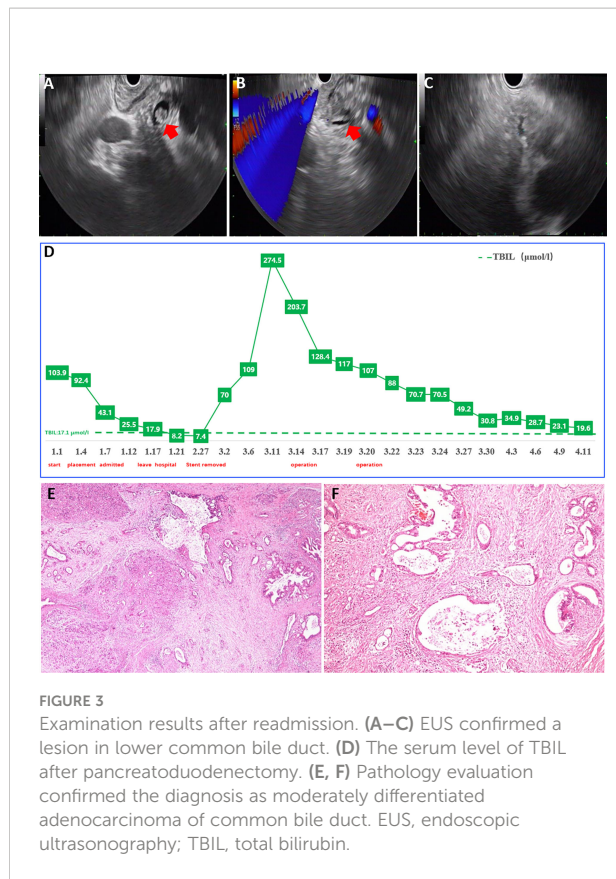 A
B
C
D
TBIL (μmol/l)
274.5
203.7
128.4
117
109
107
103.9
92.4
88
70
70.7
70.5
49.2
43.1
25.5
17.9
8.2
7.4
30.8
34.9
28.7
23.1
19.6
TBIL:17.1 μmol/l
1.1 1.4 1.7 1.12 1.17 1.21 2.27 3.2 3.6 3.11 3.14 3.17 3.19 3.20 3.22 3.23 3.24 3.27 3.30 4.3 4.6 4.9 4.11
start placement admitted leave hospital Stent removed operation operation
E
F
FIGURE 3
Examination results after readmission. (A–C) EUS confirmed a
lesion in lower common bile duct. (D) The serum level of TBIL
after pancreatoduodenectomy. (E, F) Pathology evaluation
confirmed the diagnosis as moderately differentiated
adenocarcinoma of common bile duct. EUS, endoscopic
ultrasonography; TBIL, total bilirubin.